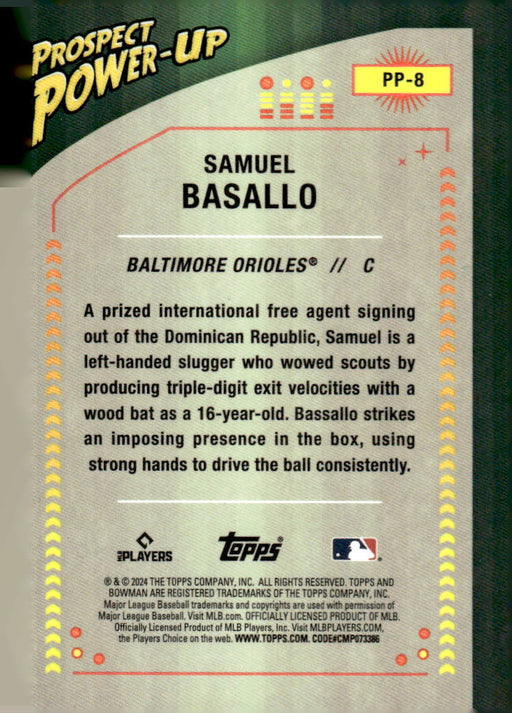 PROSPECT
POWER-UP
PP-8
SAMUEL
BASALLO
BALTIMORE ORIOLES® // C
A prized international free agent signing
out of the Dominican Republic, Samuel is a
left-handed slugger who wowed scouts by
producing triple-digit exit velocities with a
wood bat as a 16-year-old. Bassallo strikes
an imposing presence in the box, using
strong hands to drive the ball consistently.
MLB PLAYERS
topps®
® & © 2024 THE TOPPS COMPANY, INC. ALL RIGHTS RESERVED. TOPPS AND
BOWMAN ARE REGISTERED TRADEMARKS OF THE TOPPS COMPANY, INC.
Major League Baseball trademarks and copyrights are used with permission of
Major League Baseball. Visit MLB.com. OFFICIALLY LICENSED PRODUCT OF MLB.
Officially Licensed Product of MLB Players, Inc. Visit MLBPLAYERS.COM,
the Players Choice on the web. WWW.TOPPS.COM. CODE#CMP073386